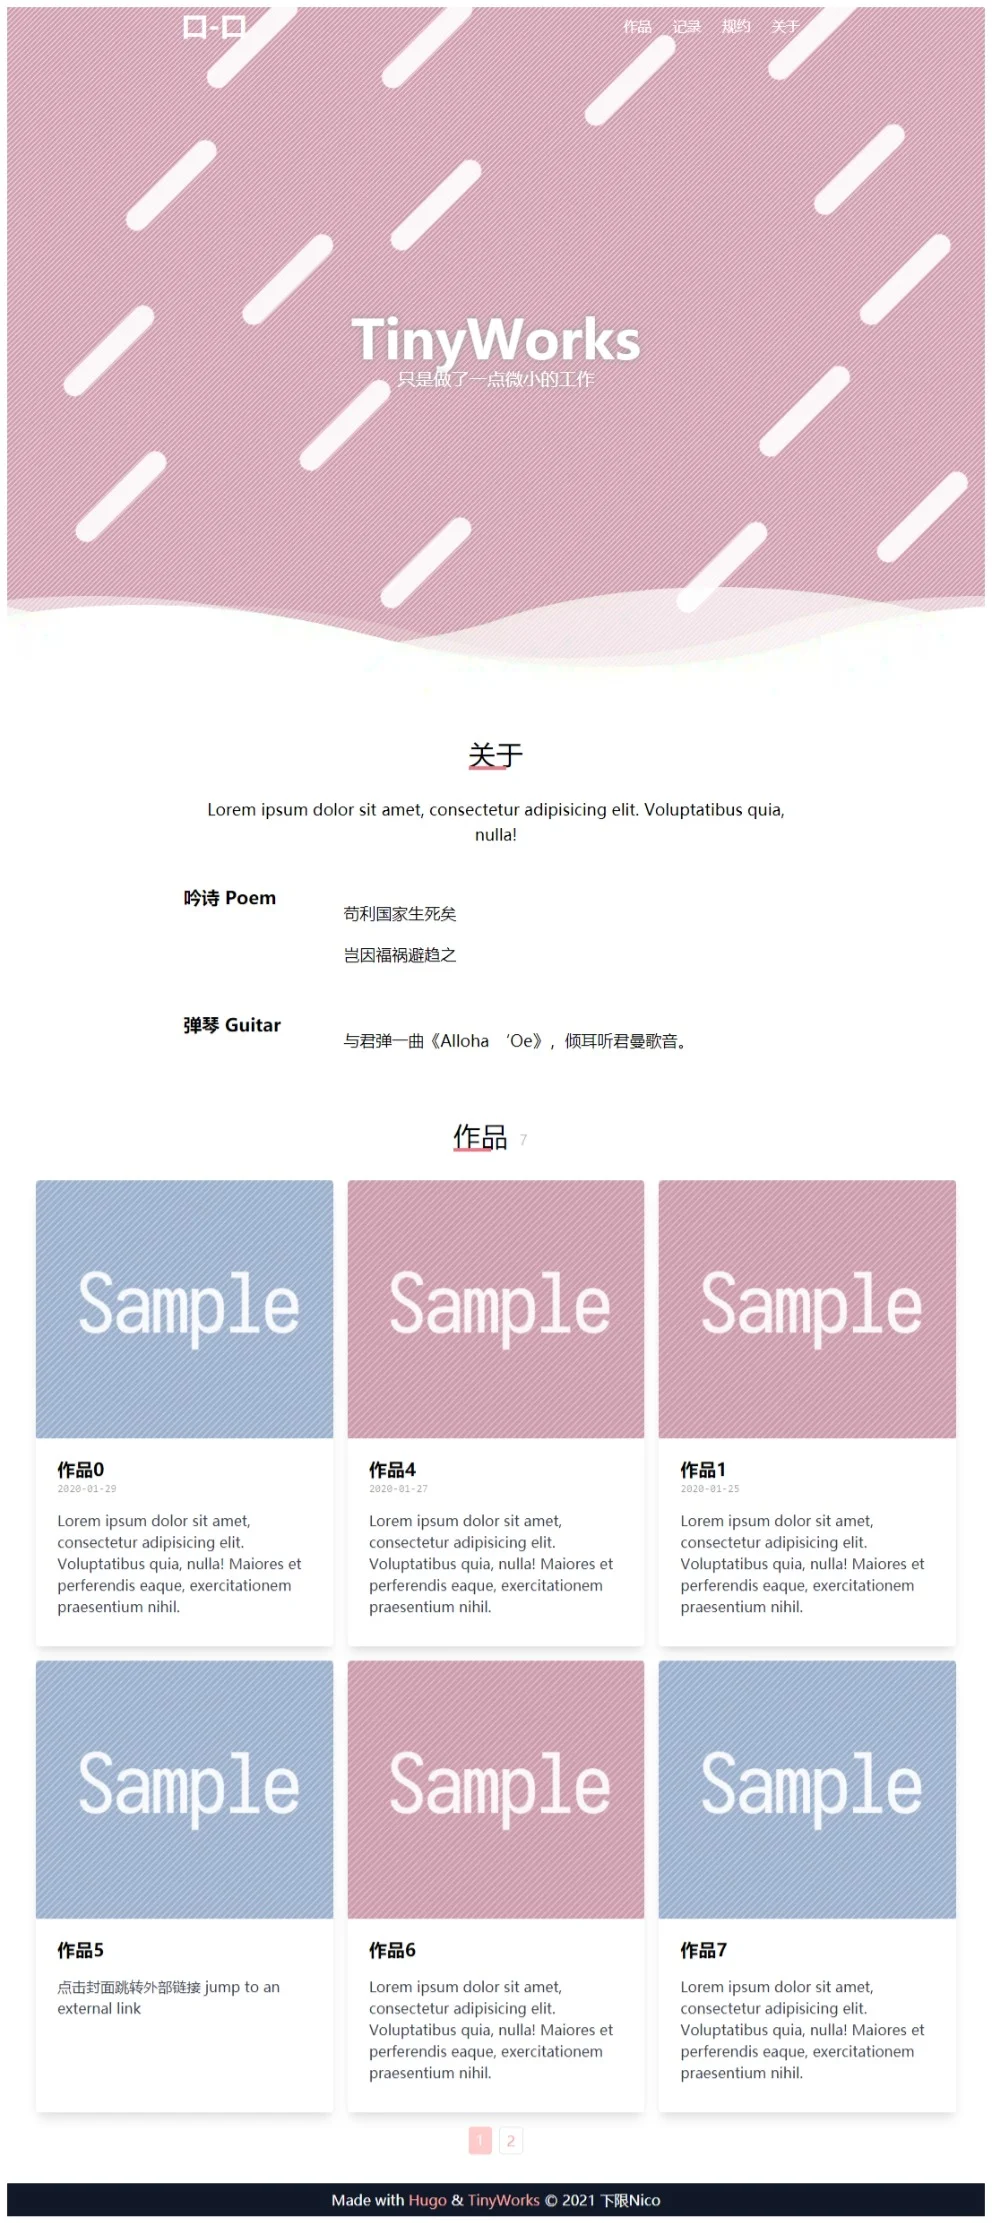 口-口
作品 记录 规约 关于
TinyWorks
只是做了一点微小的工作
关于
Lorem ipsum dolor sit amet, consectetur adipisicing elit. Voluptatibus quia,
nulla!
吟诗 Poem
苟利国家生死矣
岂因福祸避趋之
弹琴 Guitar
与君弹一曲《Alloha ‘Oe》，倾耳听君曼歌音。
作品 7
Sample
作品0
2020-01-29
Lorem ipsum dolor sit amet,
consectetur adipisicing elit.
Voluptatibus quia, nulla! Maiores et
perferendis eaque, exercitationem
praesentium nihil.
Sample
作品4
2020-01-27
Lorem ipsum dolor sit amet,
consectetur adipisicing elit.
Voluptatibus quia, nulla! Maiores et
perferendis eaque, exercitationem
praesentium nihil.
Sample
作品1
2020-01-25
Lorem ipsum dolor sit amet,
consectetur adipisicing elit.
Voluptatibus quia, nulla! Maiores et
perferendis eaque, exercitationem
praesentium nihil.
Sample
作品5
点击封面跳转外部链接 jump to an
external link
Sample
作品6
Lorem ipsum dolor sit amet,
consectetur adipisicing elit.
Voluptatibus quia, nulla! Maiores et
perferendis eaque, exercitationem
praesentium nihil.
Sample
作品7
Lorem ipsum dolor sit amet,
consectetur adipisicing elit.
Voluptatibus quia, nulla! Maiores et
perferendis eaque, exercitationem
praesentium nihil.
1 2
Made with Hugo & TinyWorks © 2021 下限Nico